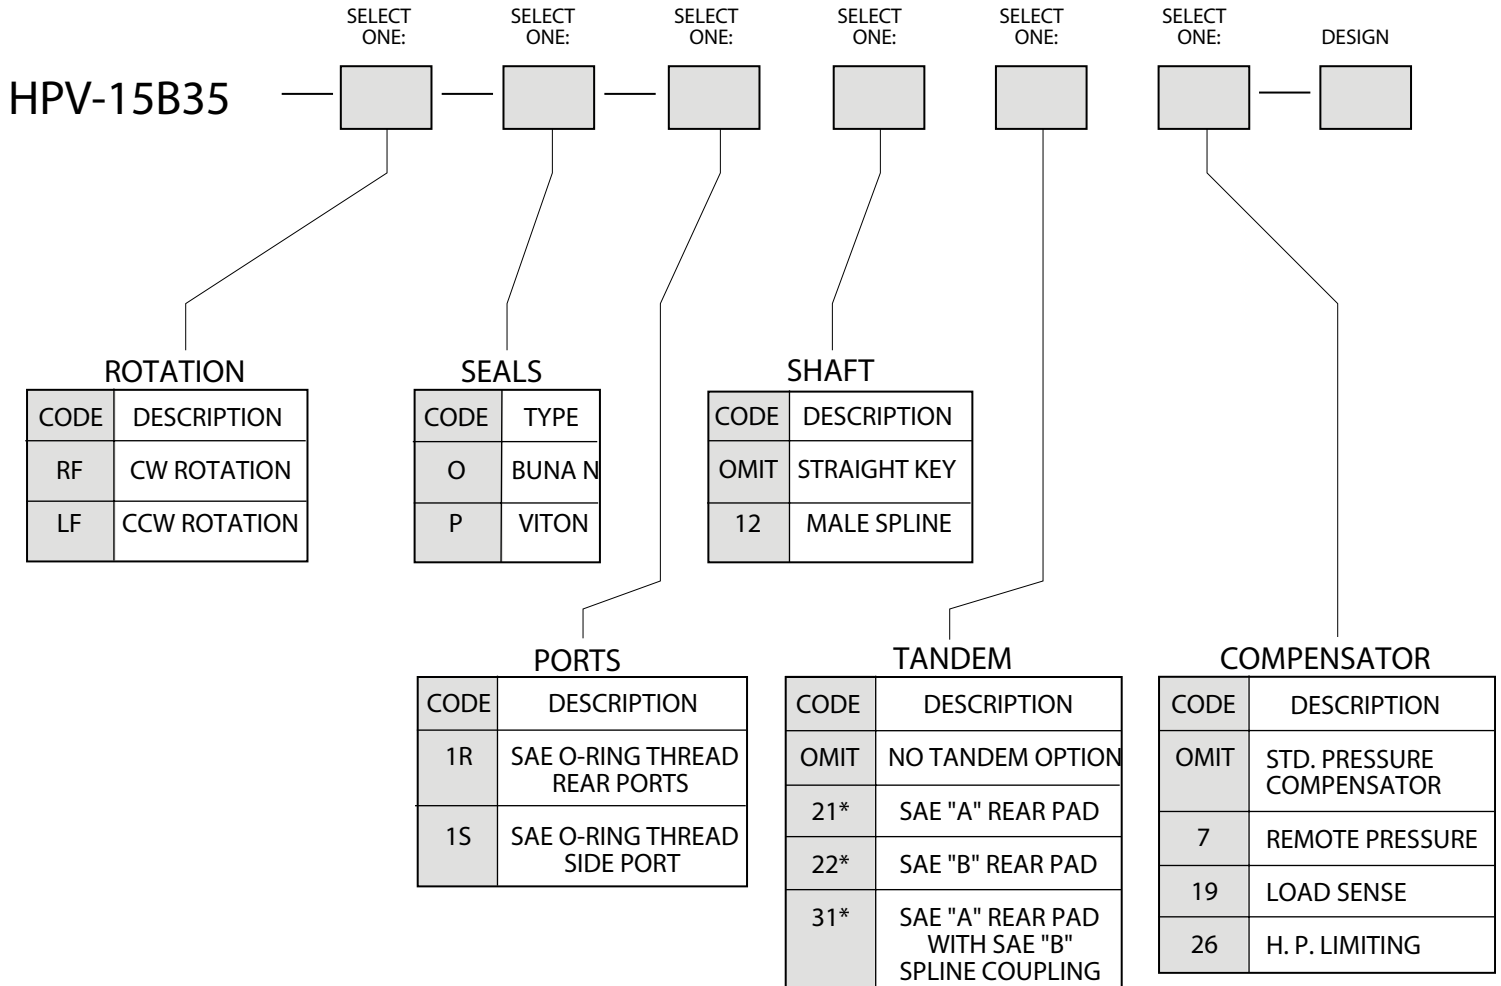 SELECT
ONE:
SELECT
ONE:
SELECT
ONE:
SELECT
ONE:
SELECT
ONE:
SELECT
ONE:
DESIGN
HPV-15B35
ROTATION
CODE DESCRIPTION
RF CW ROTATION
LF CCW ROTATION
SEALS
CODE TYPE
O BUNA N
P VITON
SHAFT
CODE DESCRIPTION
OMIT STRAIGHT KEY
12 MALE SPLINE
PORTS
CODE DESCRIPTION
1R SAE O-RING THREAD
REAR PORTS
1S SAE O-RING THREAD
SIDE PORT
TANDEM
CODE DESCRIPTION
OMIT NO TANDEM OPTION
21* SAE "A" REAR PAD
22* SAE "B" REAR PAD
31* SAE "A" REAR PAD
WITH SAE "B"
SPLINE COUPLING
COMPENSATOR
CODE DESCRIPTION
OMIT STD. PRESSURE
COMPENSATOR
7 REMOTE PRESSURE
19 LOAD SENSE
26 H. P. LIMITING